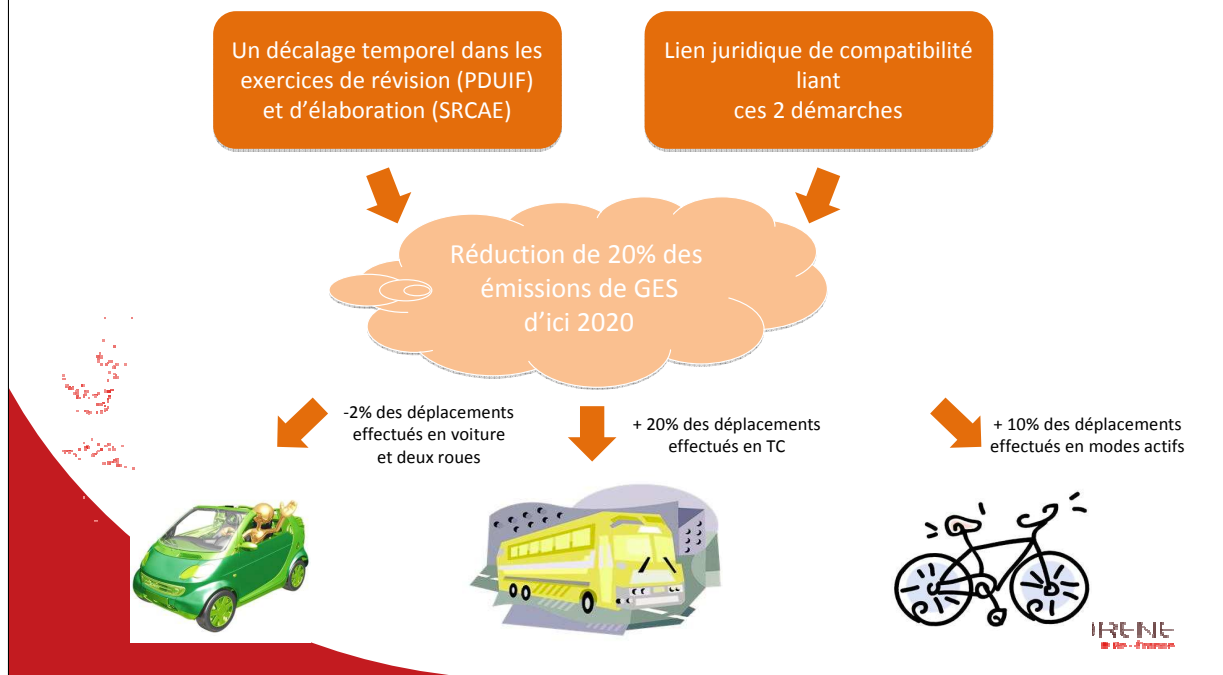 Un décalage temporel dans les
exercices de révision (PDUIF)
et d'élaboration (SRCAE)
Lien juridique de compatibilité
liant
ces 2 démarches
Réduction de 20% des
émissions de GES
d'ici 2020
-2% des déplacements
effectués en voiture
et deux roues
+ 20% des déplacements
effectués en TC
+ 10% des déplacements
effectués en modes actifs
IRENE